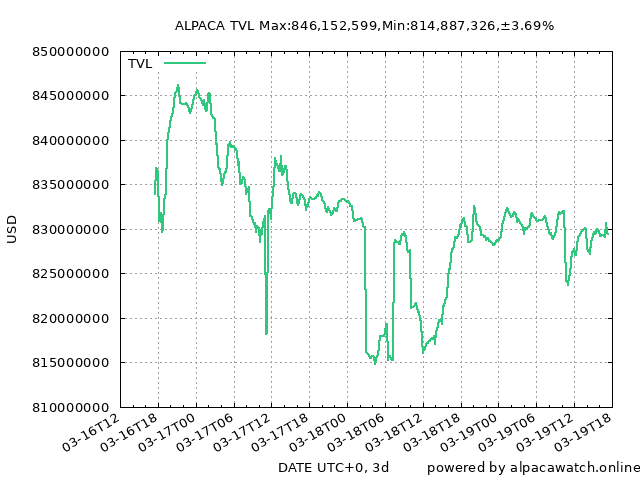 ALPACA TVL Max:846,152,599,Min:814,887,326,±3.69%
850000000
845000000
840000000
835000000
830000000
825000000
820000000
815000000
810000000
TVL
USD
03-16T12
03-16T18
03-17T00
03-17T06
03-17T12
03-17T18
03-18T00
03-18T06
03-18T12
03-18T18
03-19T00
03-19T06
03-19T12
03-19T18
DATE UTC+0, 3d
powered by alpacawatch.online